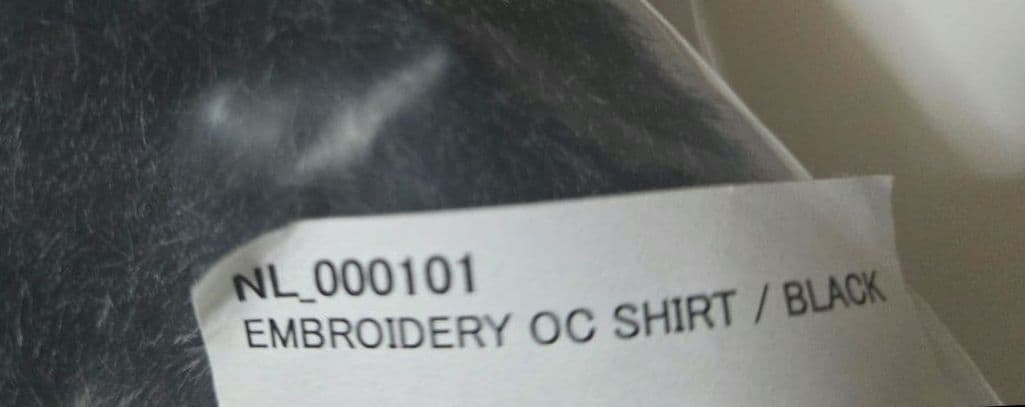 NL_000101
EMBROIDERY OC SHIRT / BLACK